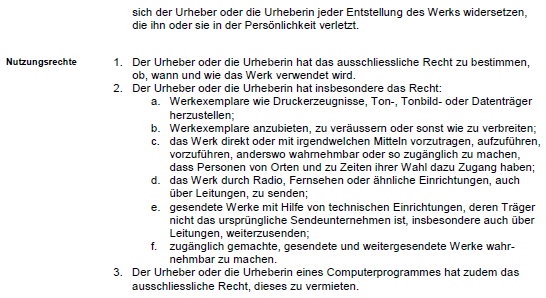 sich der Urheber oder die Urheberin jeder Entstellung des Werks widersetzen,
die ihn oder sie in der Persönlichkeit verletzt.
Nutzungsrechte
1. Der Urheber oder die Urheberin hat das ausschliessliche Recht zu bestimmen,
ob, wann und wie das Werk verwendet wird.
2. Der Urheber oder die Urheberin hat insbesondere das Recht:
a. Werkexemplare wie Druckerzeugnisse, Ton-, Tonbild- oder Datenträger
herzustellen;
b. Werkexemplare anzubieten, zu veräussern oder sonst wie zu verbreiten;
c. das Werk direkt oder mit irgendwelchen Mitteln vorzutragen, aufzuführen,
vorzuführen, anderswo wahrnehmbar oder so zugänglich zu machen,
dass Personen von Orten und zu Zeiten ihrer Wahl dazu Zugang haben;
d. das Werk durch Radio, Fernsehen oder ähnliche Einrichtungen, auch
über Leitungen, zu senden;
e. gesendete Werke mit Hilfe von technischen Einrichtungen, deren Träger
nicht das ursprüngliche Sendeunternehmen ist, insbesondere auch über
Leitungen, weiterzusenden;
f. zugänglich gemachte, gesendete und weitergesendete Werke wahr-
nehmbar zu machen.
3. Der Urheber oder die Urheberin eines Computerprogrammes hat zudem das
ausschliessliche Recht, dieses zu vermieten.